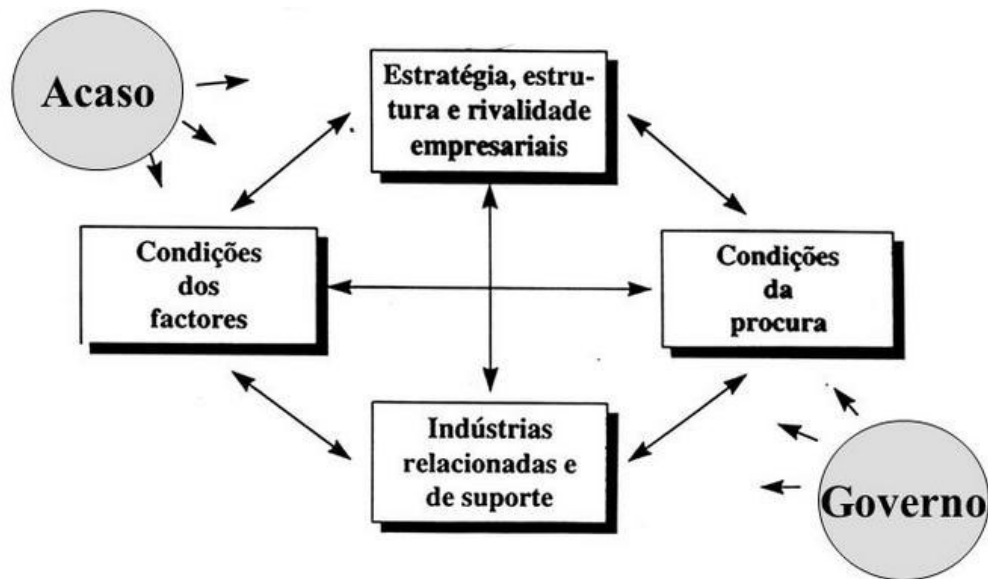 Acaso
Estratégia, estru-
tura e rivalidade
empresariais
Condições
dos
factores
Condições
da
procura
Indústrias
relacionadas e
de suporte
Governo